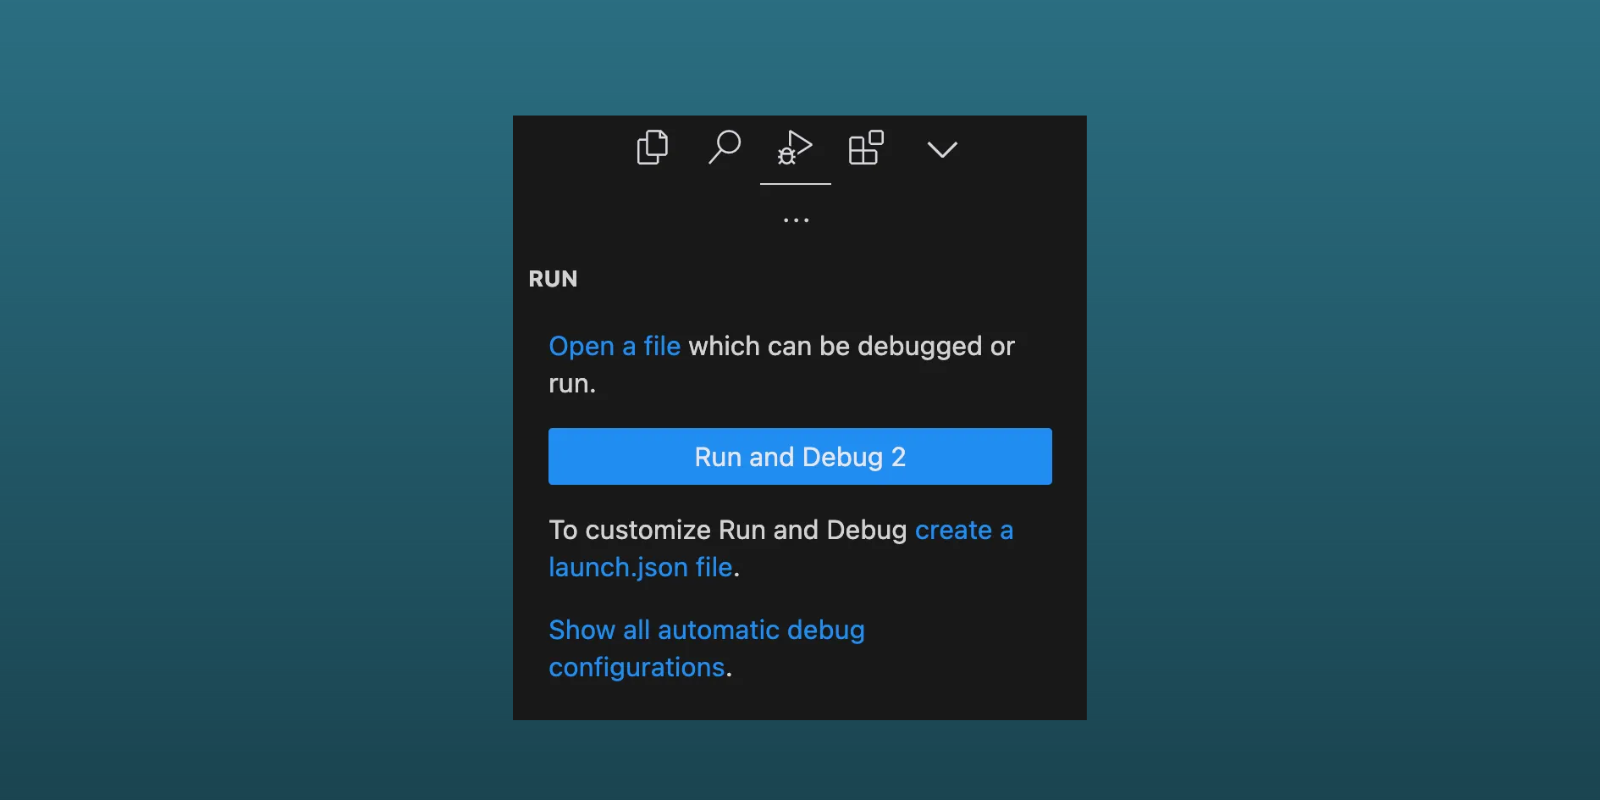 ...
RUN
Open a file which can be debugged or
run.
Run and Debug 2
To customize Run and Debug create a
launch.json file.
Show all automatic debug
configurations.